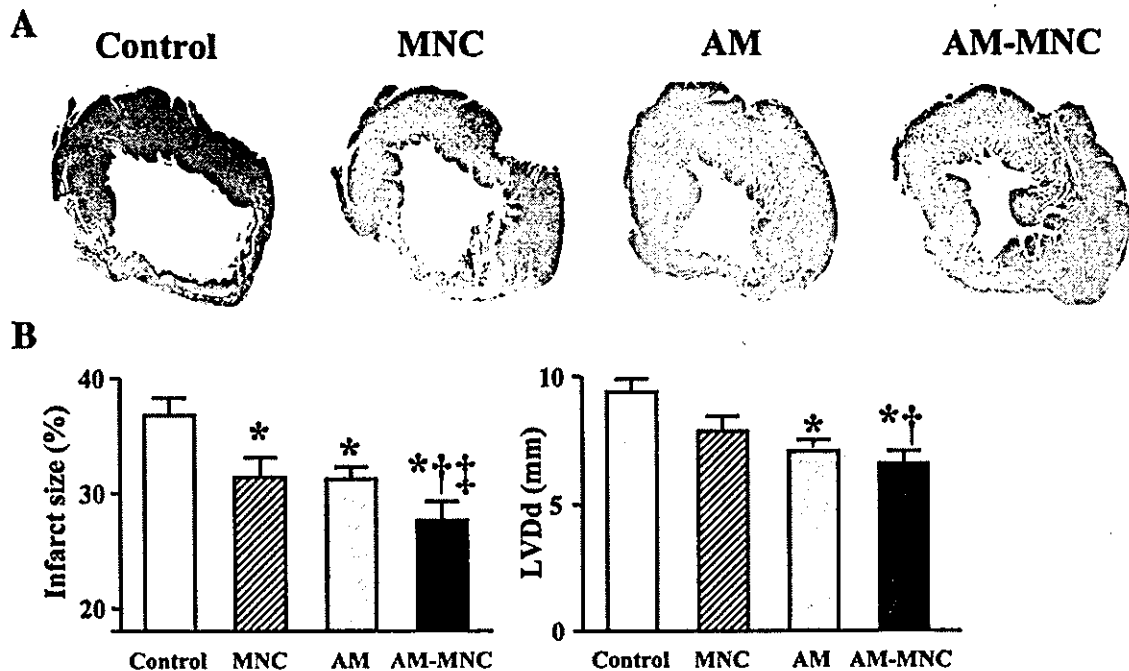 A
Control MNC AM AM-MNC
B
40
30
20
Infarct size (%)
* * *†‡
Control MNC AM AM-MNC
10
5
0
LVDd (mm)
* *†
Control MNC AM AM-MNC